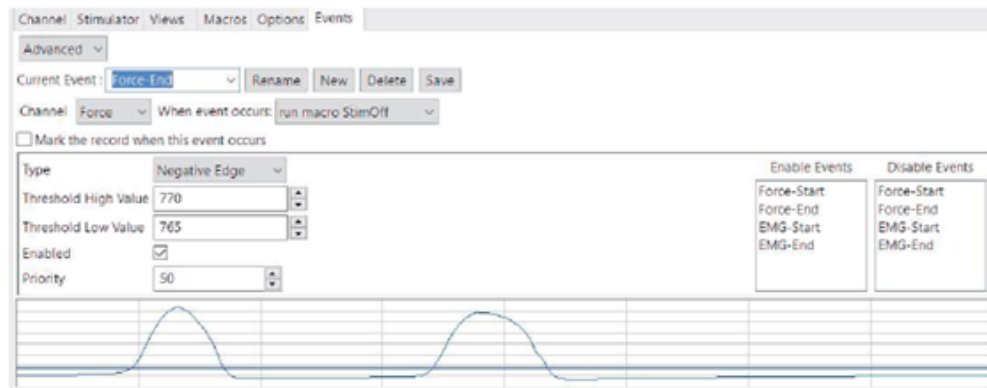 Channel Stimulator Views Macros Options Events
Advanced
Current Event : Force-End Rename New Delete Save
Channel Force When event occurs: run macro StimOff
Mark the record when this event occurs
Type Negative Edge Enable Events Disable Events
Threshold High Value 770 Force-Start Force-Start
Force-End Force-End
Threshold Low Value 765 EMG-Start EMG-Start
Enabled EMG-End EMG-End
Priority 50